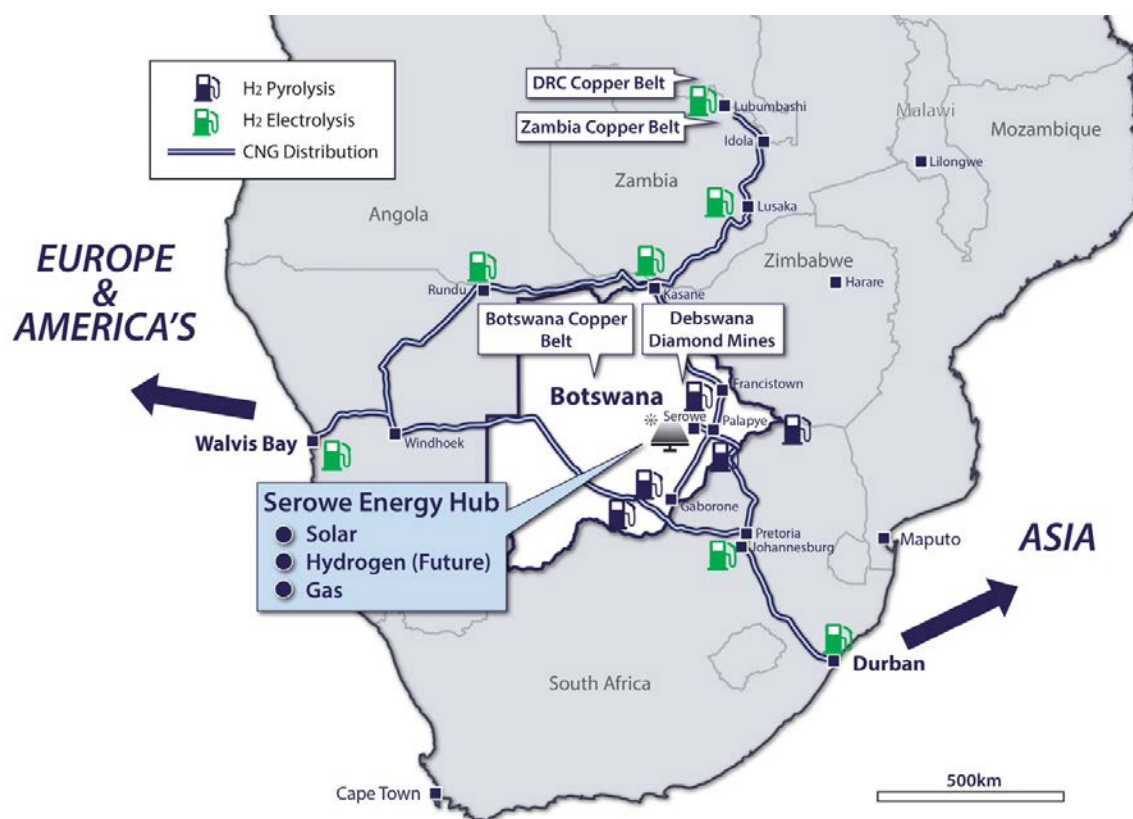 H2 Pyrolysis
H2 Electrolysis
CNG Distribution
DRC Copper Belt
Lubumbashi
Zambia Copper Belt
Idola
Malawi
Mozambique
Lilongwe
Zambia
Angola
Lusaka
EUROPE
&
AMERICA'S
Zimbabwe
Rundu
Kasane
Harare
Botswana Copper
Belt
Debswana
Diamond Mines
Botswana
Francistown
Serowe
Palapye
Walvis Bay
Windhoek
Serowe Energy Hub
Solar
Hydrogen (Future)
Gas
Gaborone
Pretoria
Johannesburg
Maputo
ASIA
Durban
South Africa
Cape Town
500km